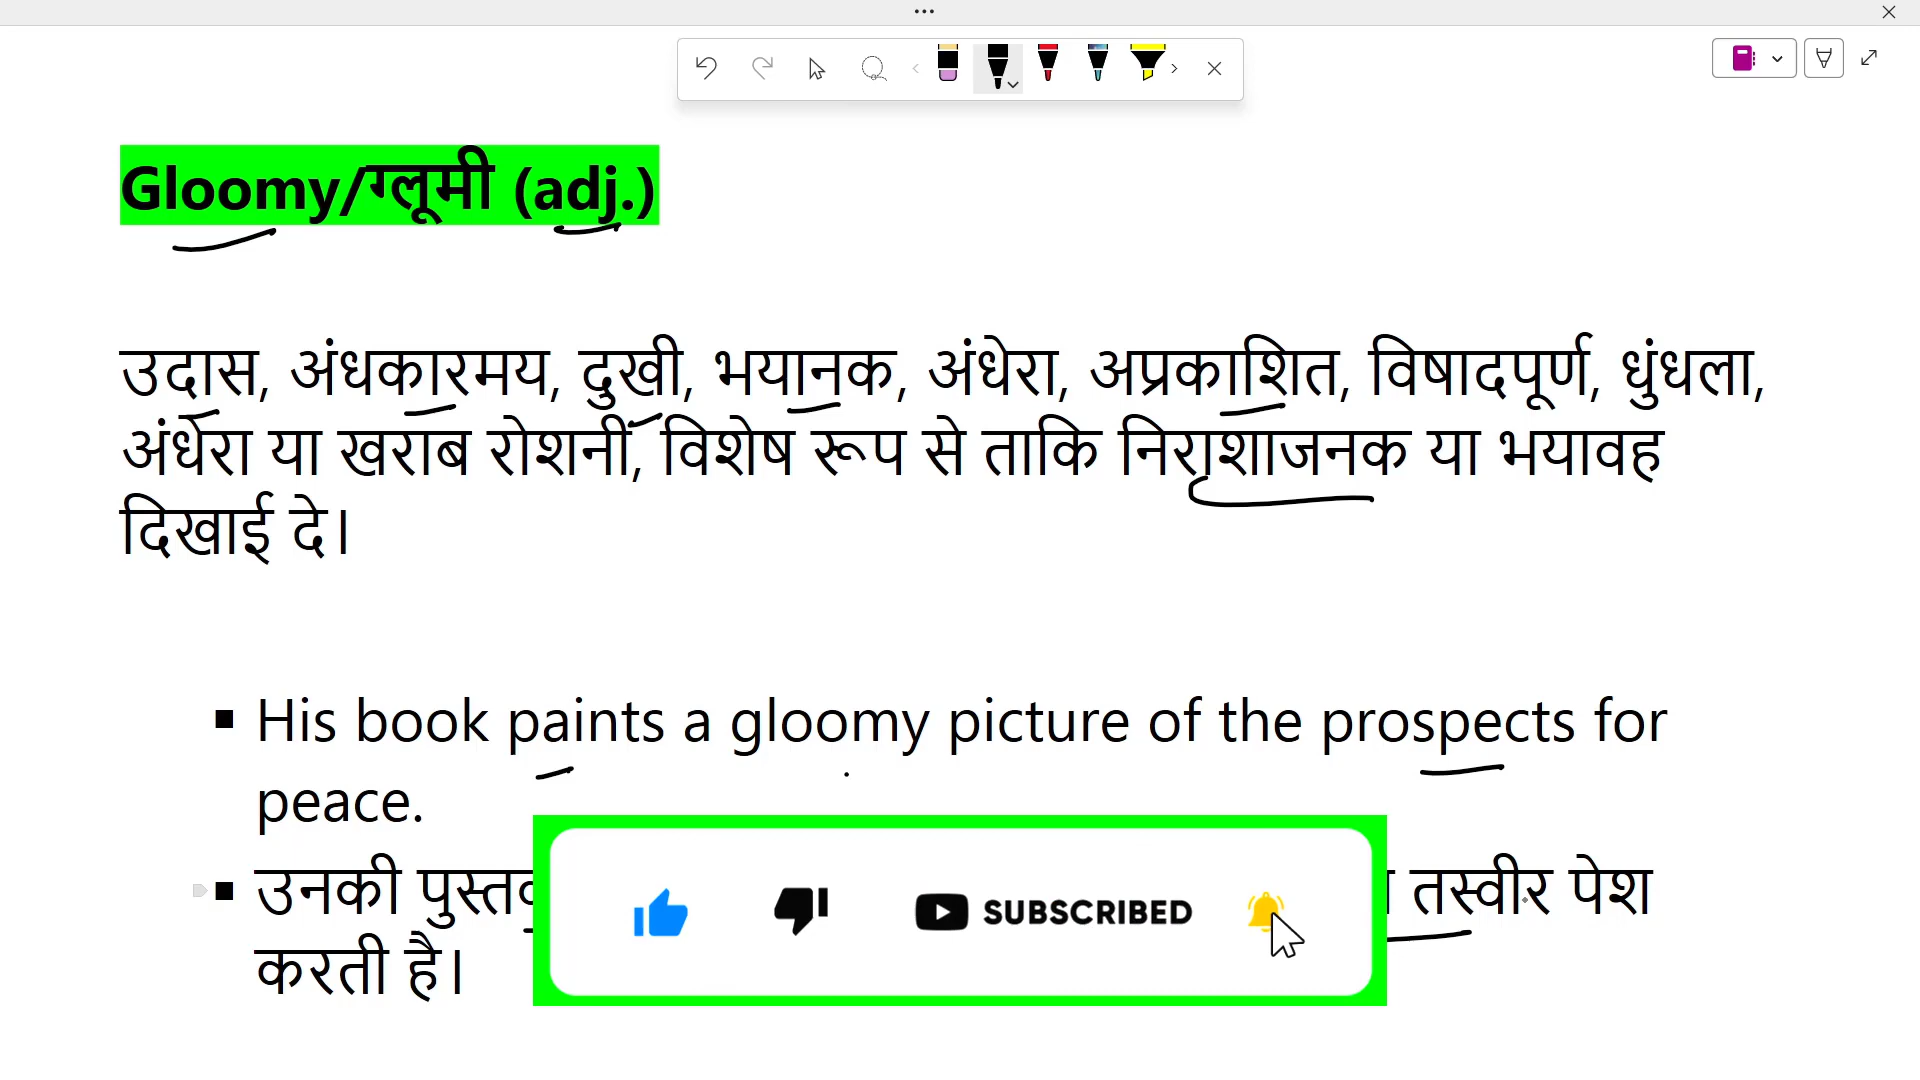 Gloomy/ग्लूमी (adj.)
उदास, अंधकारमय, दुखी, भयानक, अंधेरा, अप्रकाशित, विषादपूर्ण, धुंधला,
अंधेरा या खराब रोशनी, विशेष रूप से ताकि निराशाजनक या भयावह
दिखाई दे।
▪ His book paints a gloomy picture of the prospects for
peace.
▪ उनकी तस्वीर पेश
SUBSCRIBED
करती है।